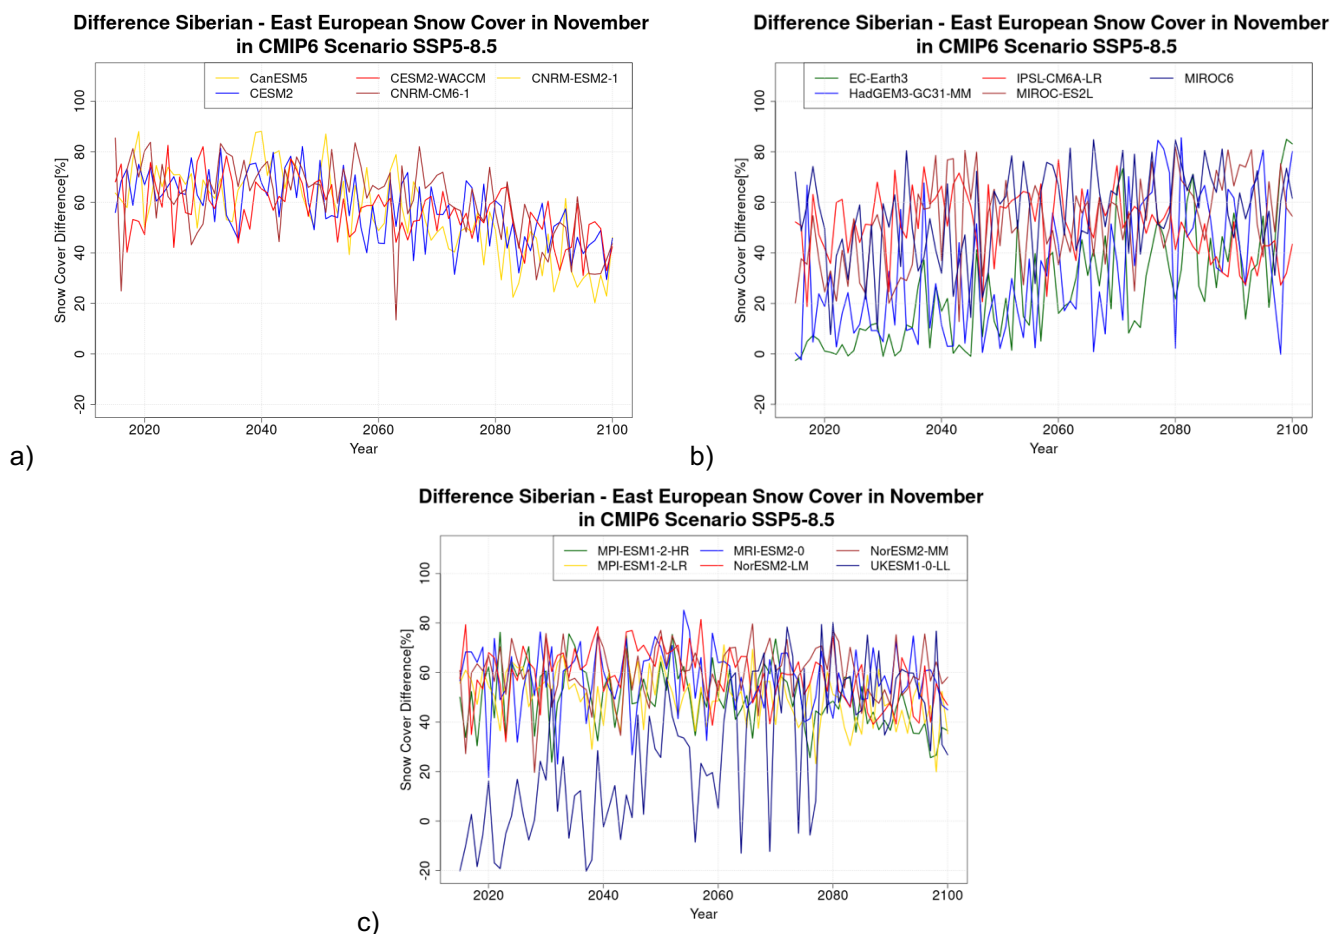 Difference Siberian - East European Snow Cover in November
in CMIP6 Scenario SSP5-8.5
CanESM5 CESM2-WACCM CNRM-ESM2-1
CESM2 CNRM-CM6-1
Snow Cover Difference[%]
100
80
60
40
20
0
-20
2020 2040 2060 2080 2100
Year
a)
Difference Siberian - East European Snow Cover in November
in CMIP6 Scenario SSP5-8.5
EC-Earth3 IPSL-CM6A-LR MIROC6
HadGEM3-GC31-MM MIROC-ES2L
Snow Cover Difference[%]
100
80
60
40
20
0
-20
2020 2040 2060 2080 2100
Year
b)
Difference Siberian - East European Snow Cover in November
in CMIP6 Scenario SSP5-8.5
MPI-ESM1-2-HR MRI-ESM2-0 NorESM2-MM
MPI-ESM1-2-LR NorESM2-LM UKESM1-0-LL
Snow Cover Difference[%]
100
80
60
40
20
0
-20
2020 2040 2060 2080 2100
Year
c)